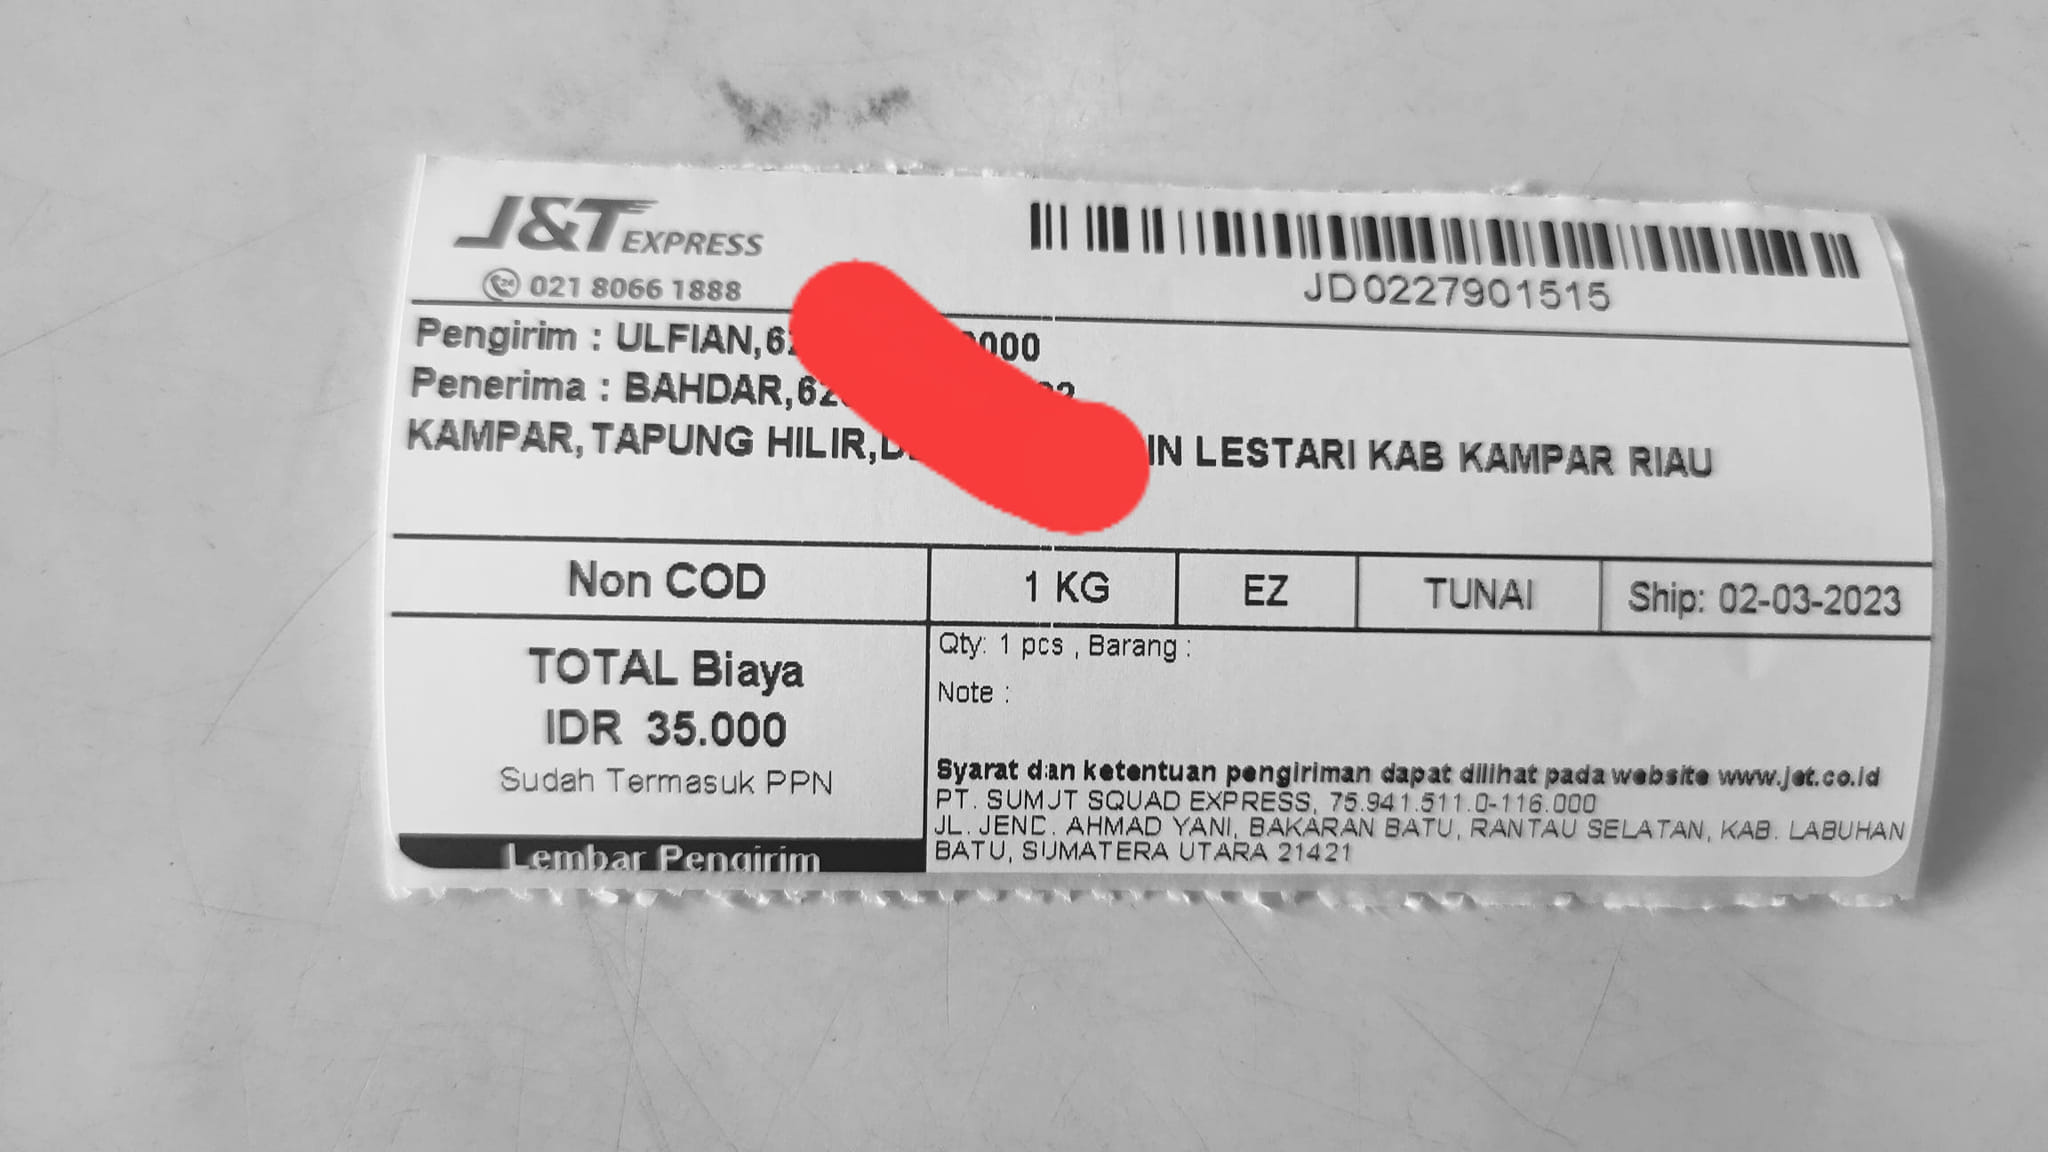 J&T EXPRESS
021 8066 1888
JD0227901515
Pengirim : ULFIAN,
Penerima : BAHDAR,
KAMPAR, TAPUNG HILIR, LESTARI KAB KAMPAR RIAU
Non COD 1 KG EZ TUNAI Ship: 02-03-2023
TOTAL Biaya
IDR 35.000
Sudah Termasuk PPN
Lembar Pengirim
Qty: 1 pcs , Barang :
Note :
Syarat dan ketentuan pengiriman dapat dilihat pada website www.jet.co.id
PT. SUMJT SQUAD EXPRESS, 75.941.511.0-116.000
JL. JEND. AHMAD YANI, BAKARAN BATU, RANTAU SELATAN, KAB. LABUHAN
BATU, SUMATERA UTARA 21421